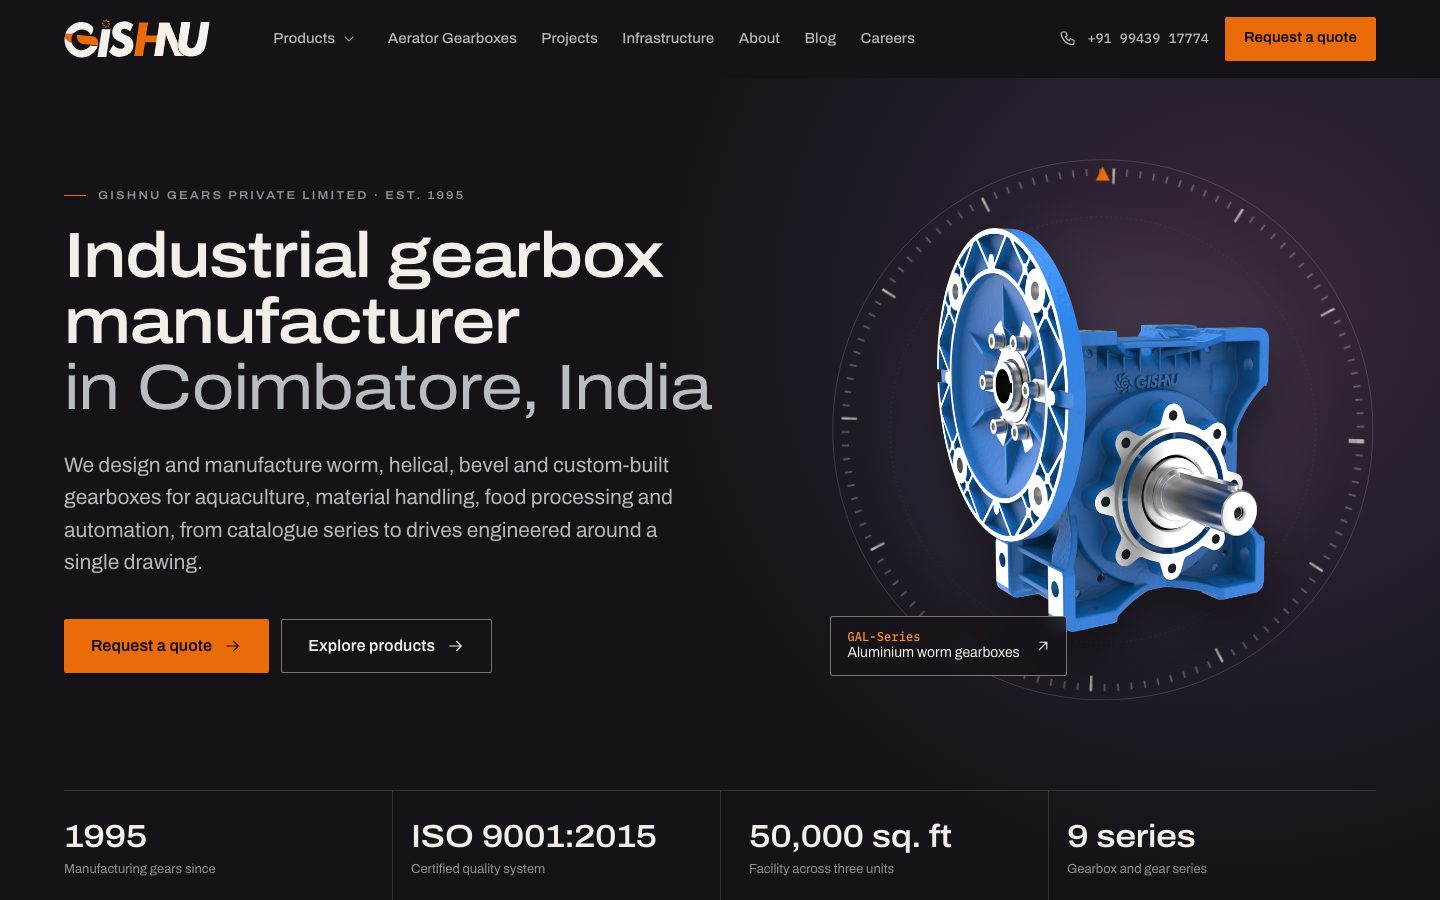 GISHNU
Products
Aerator Gearboxes
Projects
Infrastructure
About
Blog
Careers
+91 99439 17774
Request a quote
GISHNU GEARS PRIVATE LIMITED · EST. 1995
Industrial gearbox
manufacturer
in Coimbatore, India
We design and manufacture worm, helical, bevel and custom-built
gearboxes for aquaculture, material handling, food processing and
automation, from catalogue series to drives engineered around a
single drawing.
Request a quote
Explore products
GISHNU
GAL-Series
Aluminium worm gearboxes
1995
Manufacturing gears since
ISO 9001:2015
Certified quality system
50,000 sq. ft
Facility across three units
9 series
Gearbox and gear series